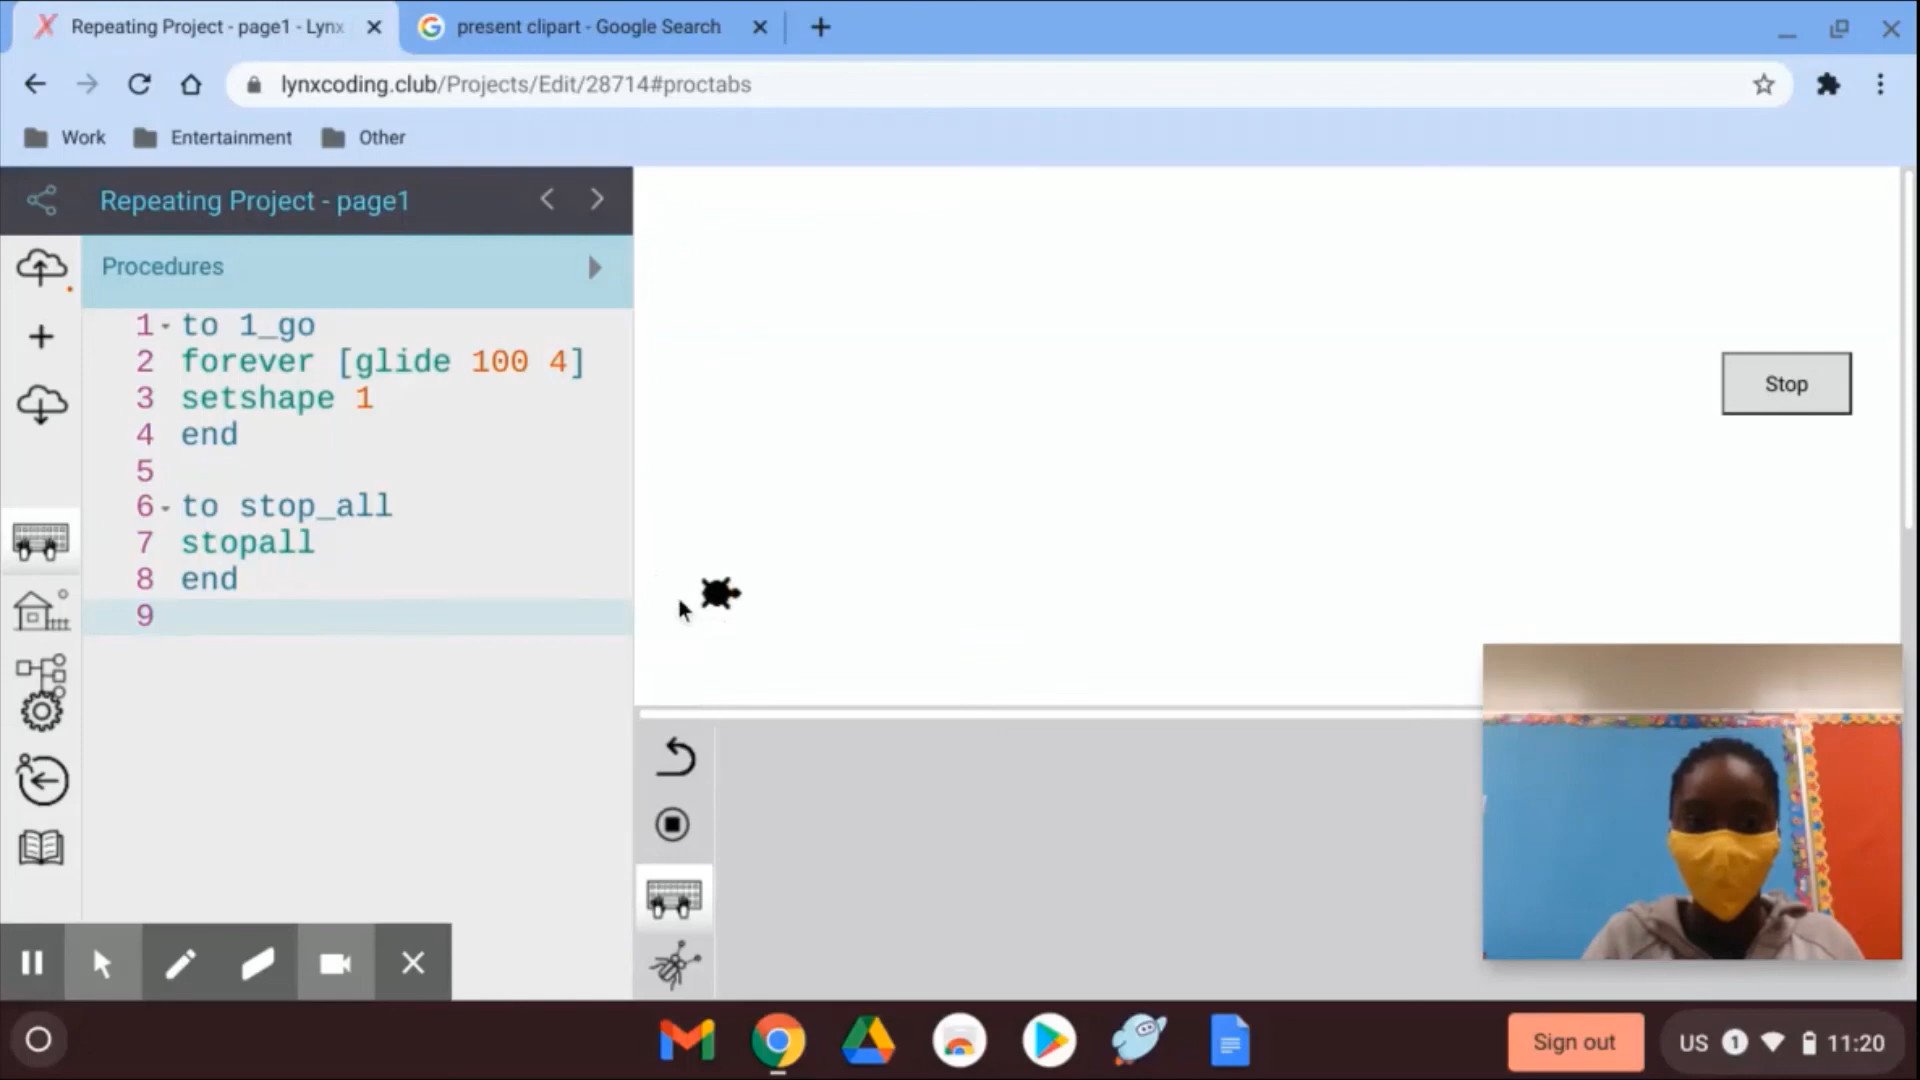 Repeating Project - page1 - Lynx
present clipart - Google Search
lynxcoding.club/Projects/Edit/28714#proctabs
Work
Entertainment
Other
Repeating Project - page1
Procedures
1 to 1_go
2 forever [glide 100 4]
3 setshape 1
4 end
5
6 to stop_all
7 stopall
8 end
9
Stop
Sign out
US 1 11:20